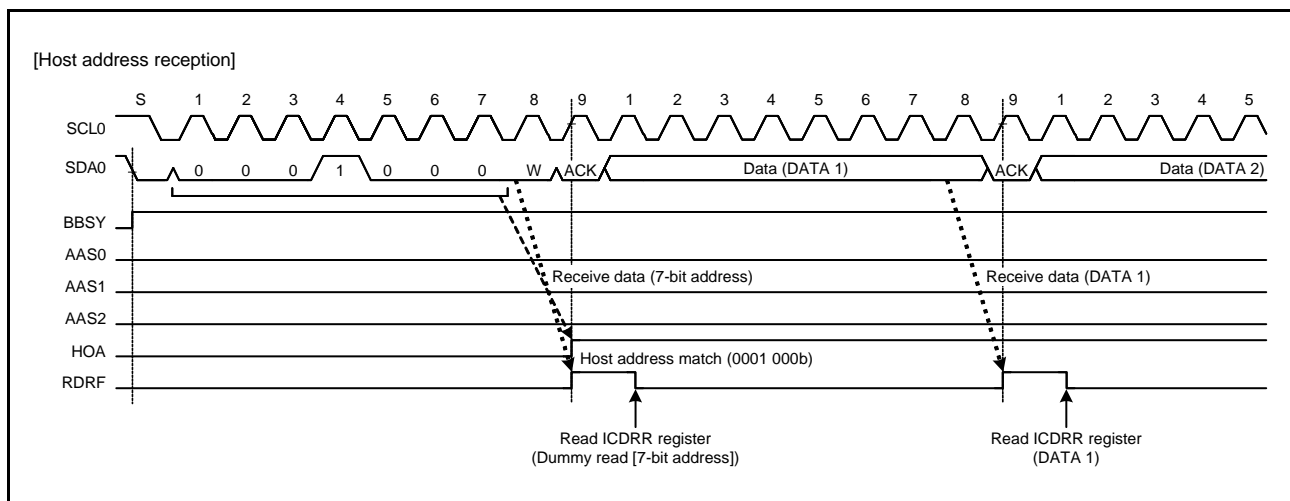 [Host address reception]
S 1 2 3 4 5 6 7 8 9 1 2 3 4 5 6 7 8 9 1 2 3 4 5
SCL0
SDA0 0 0 0 1 0 0 0 W ACK Data (DATA 1) ACK Data (DATA 2)
BBSY
AAS0
Receive data (7-bit address) Receive data (DATA 1)
AAS1
AAS2
HOA
Host address match (0001 000b)
RDRF
Read ICDRR register Read ICDRR register
(Dummy read [7-bit address]) (DATA 1)